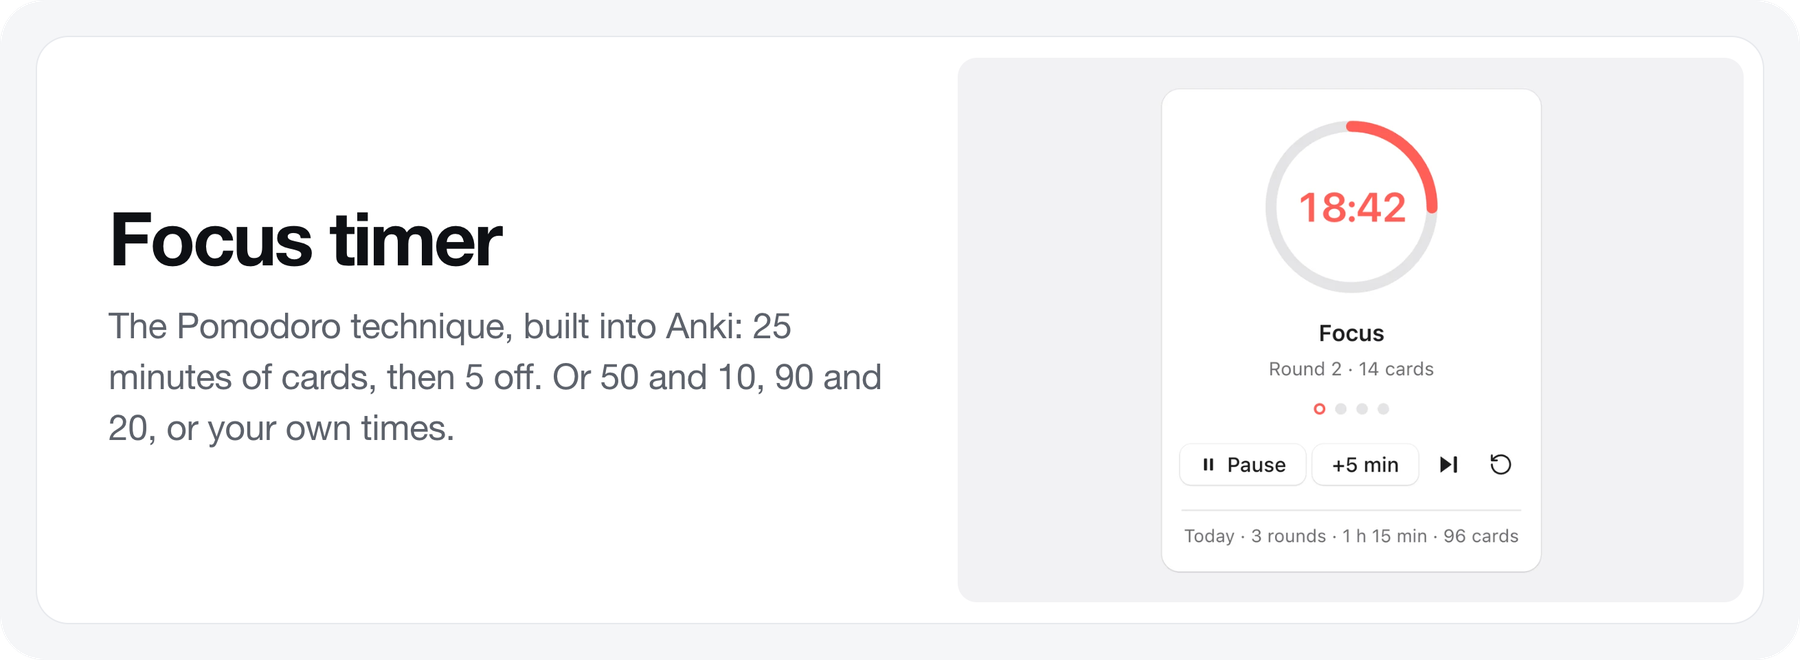 Focus timer
The Pomodoro technique, built into Anki: 25
minutes of cards, then 5 off. Or 50 and 10, 90 and
20, or your own times.
18:42
Focus
Round 2 · 14 cards
Pause
+5 min
Today · 3 rounds · 1 h 15 min · 96 cards